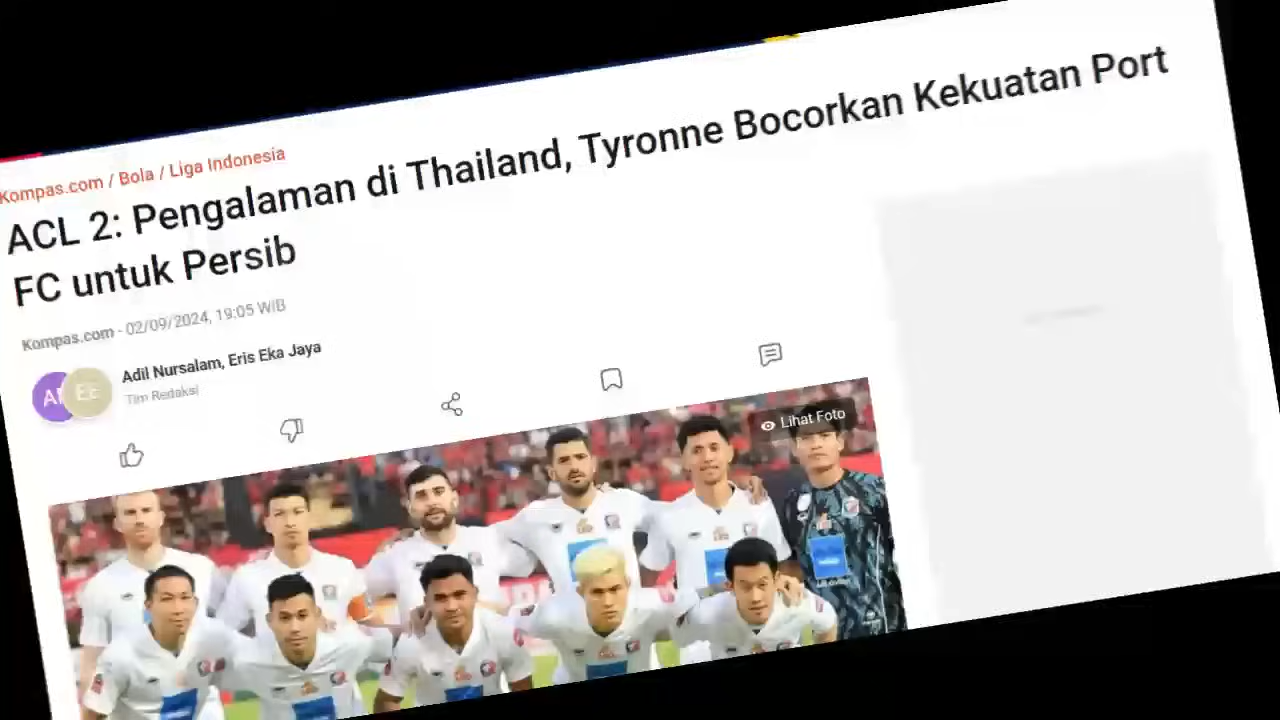 Kompas.com / Bola / Liga Indonesia
ACL 2: Pengalaman di Thailand, Tyronne Bocorkan Kekuatan Port
FC untuk Persib
Kompas.com - 02/09/2024, 19:05 WIB
Adil Nursalam, Eris Eka Jaya
Tim Redaksi
EE
Lihat Foto